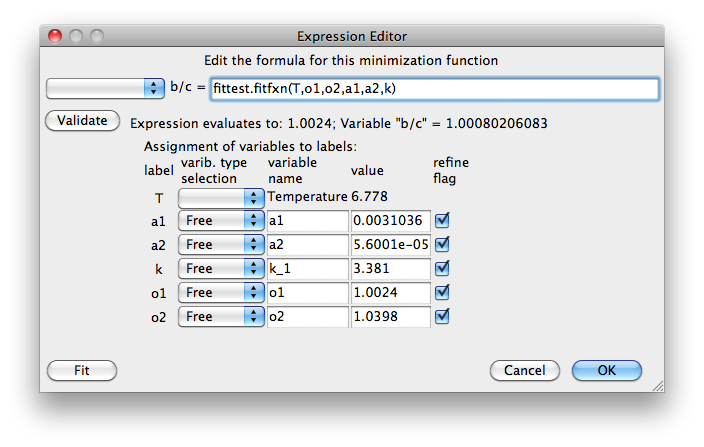 Expression Editor
Edit the formula for this minimization function
b/c = fittest.fitfxn(T,o1,o2,a1,a2,k)
Validate Expression evaluates to: 1.0024; Variable "b/c" = 1.00080206083
Assignment of variables to labels:
label varib. type selection variable name value refine flag
T Temperature 6.778
a1 Free a1 0.0031036
a2 Free a2 5.6001e-05
k Free k_1 3.381
o1 Free o1 1.0024
o2 Free o2 1.0398
Fit Cancel OK